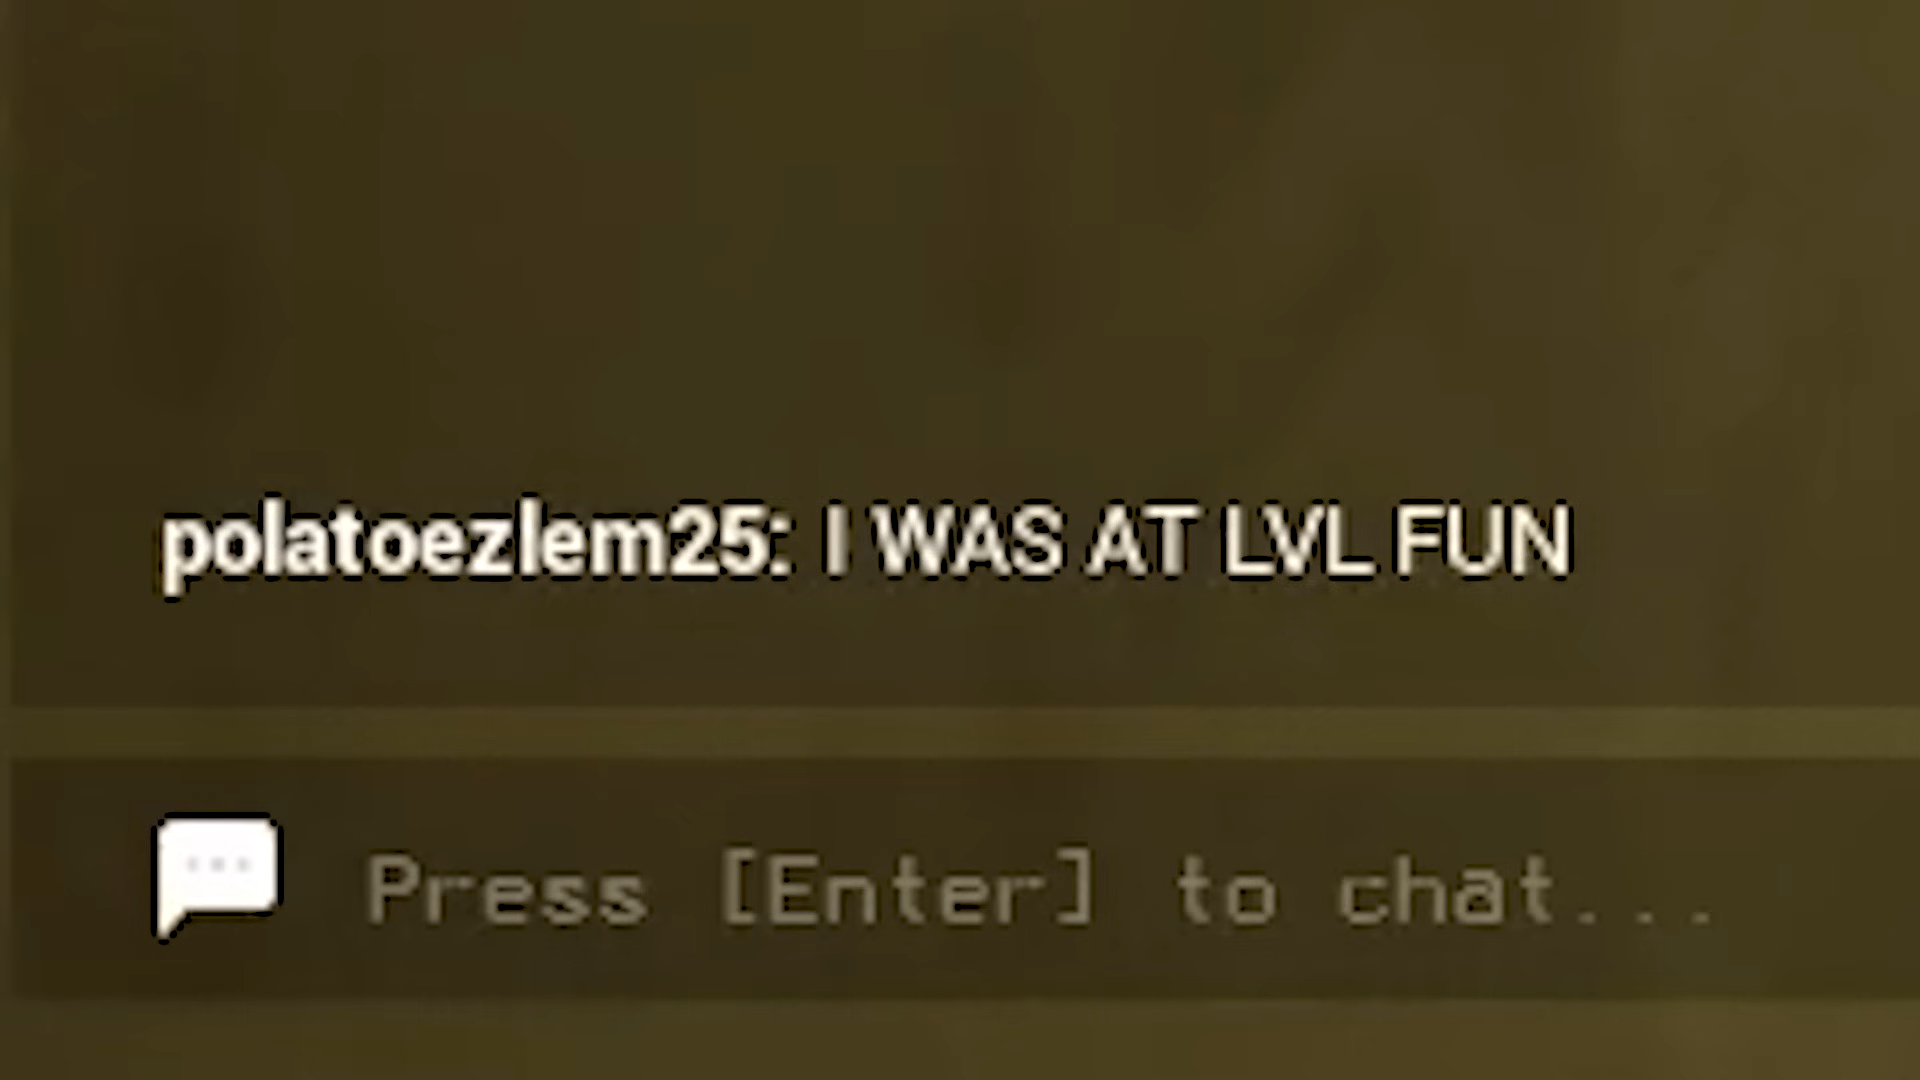 polatoezlem25: I WAS AT LVL FUN
Press [Enter] to chat...